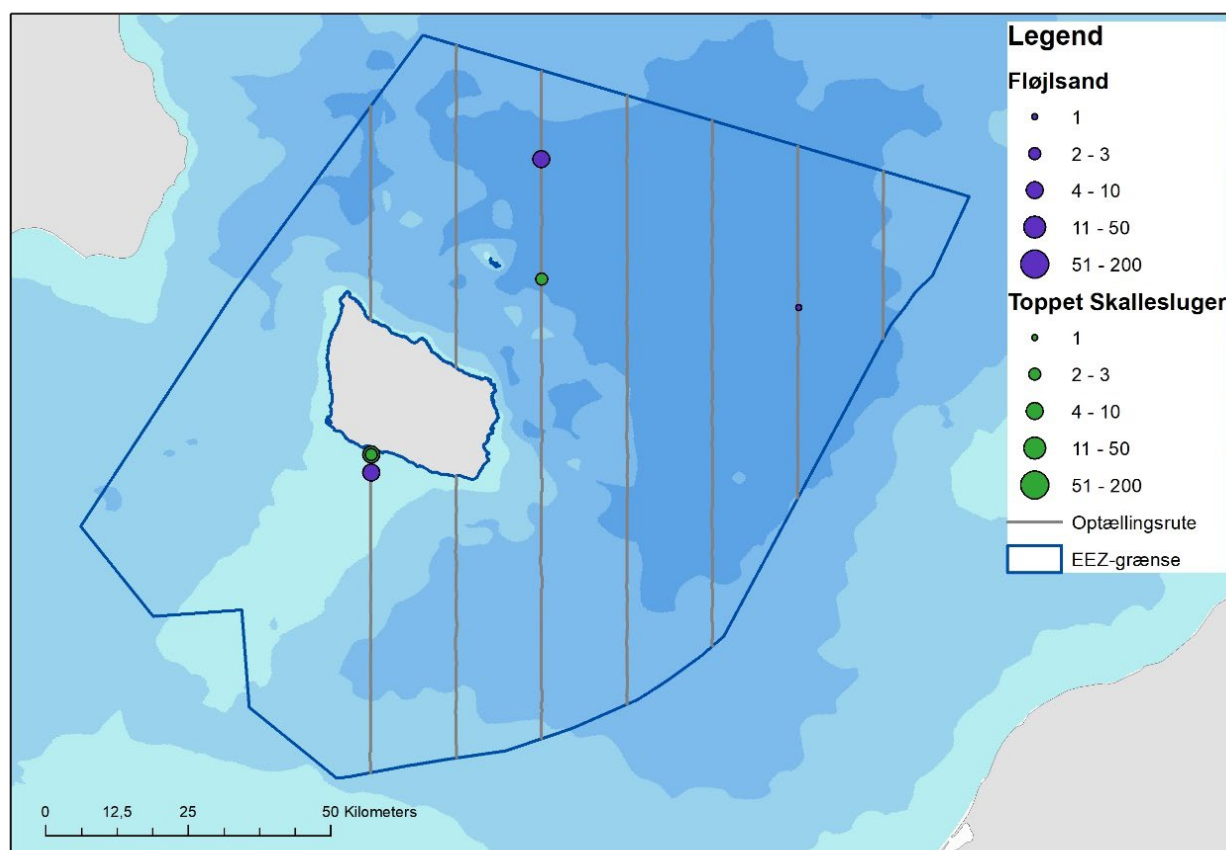 Legend
Fløjlsand
1
2 - 3
4 - 10
11 - 50
51 - 200
Toppet Skallesluger
1
2 - 3
4 - 10
11 - 50
51 - 200
Optællingsrute
EEZ-grænse
0 12,5 25 50 Kilometers